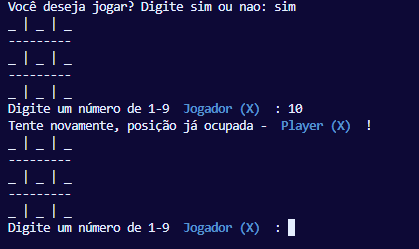 Você deseja jogar? Digite sim ou nao: sim
_ | _ | _
---------
_ | _ | _
---------
_ | _ | _
Digite um número de 1-9  Jogador (X)  : 10
Tente novamente, posição já ocupada -  Player (X)  !
_ | _ | _
---------
_ | _ | _
---------
_ | _ | _
Digite um número de 1-9  Jogador (X)  :